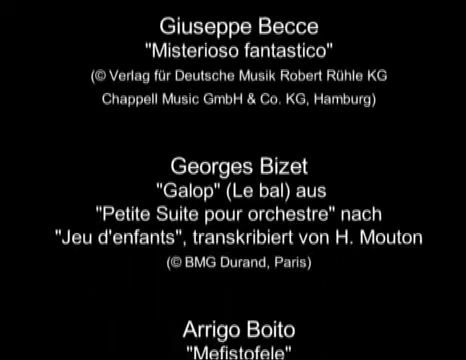 Giuseppe Becce
"Misterioso fantastico"
(© Verlag für Deutsche Musik Robert Rühle KG
Chappell Music GmbH & Co. KG, Hamburg)
Georges Bizet
"Galop" (Le bal) aus
"Petite Suite pour orchestre" nach
"Jeu d'enfants", transkribiert von H. Mouton
(© BMG Durand, Paris)
Arrigo Boito
"Mefistofele"